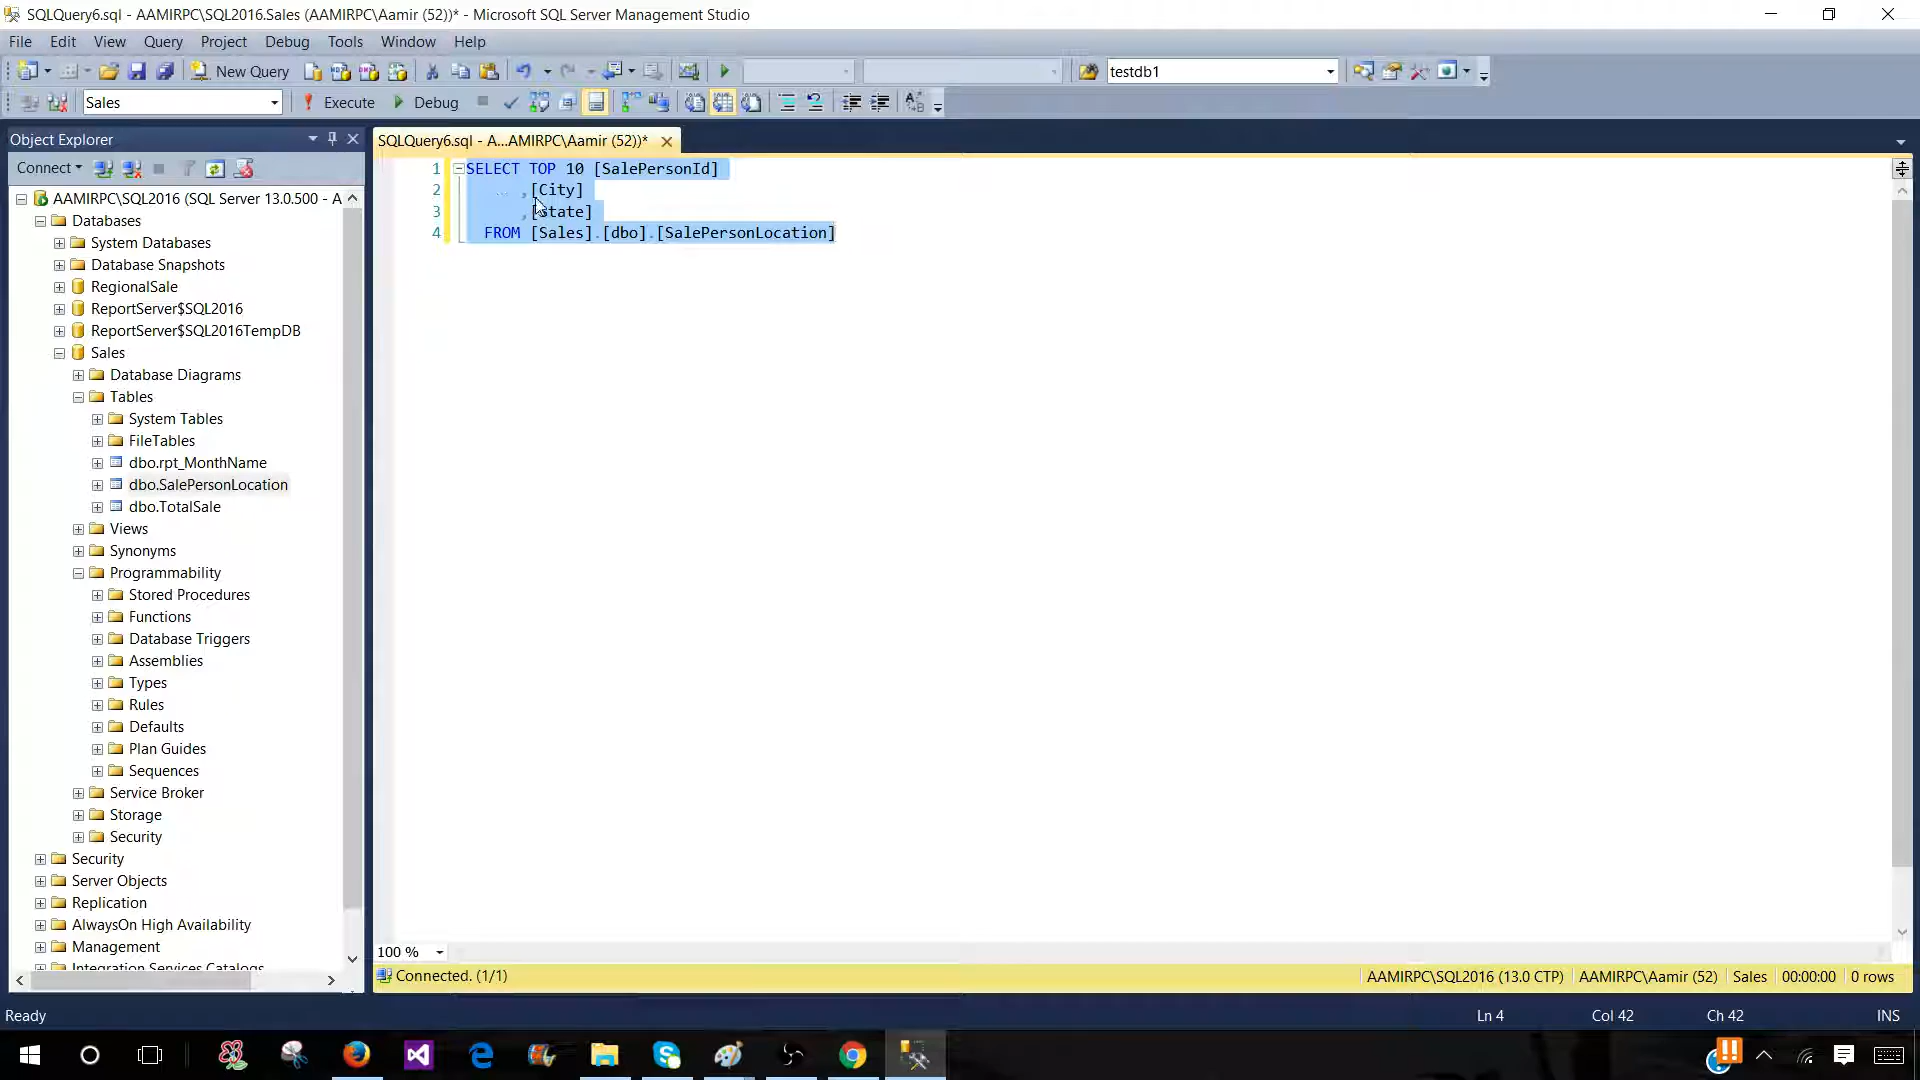 SQLQuery6.sql - AAMIRPC\SQL2016.Sales (AAMIRPC\Aamir (52))* - Microsoft SQL Server Management Studio
File Edit View Query Project Debug Tools Window Help
New Query testdb1
Sales Execute Debug
Object Explorer
SQLQuery6.sql - A...AMIRPC\Aamir (52))*
Connect
AAMIRPC\SQL2016 (SQL Server 13.0.500 - A
Databases
System Databases
Database Snapshots
RegionalSale
ReportServer$SQL2016
ReportServer$SQL2016TempDB
Sales
Database Diagrams
Tables
System Tables
FileTables
dbo.rpt_MonthName
dbo.SalePersonLocation
dbo.TotalSale
Views
Synonyms
Programmability
Stored Procedures
Functions
Database Triggers
Assemblies
Types
Rules
Defaults
Plan Guides
Sequences
Service Broker
Storage
Security
Security
Server Objects
Replication
AlwaysOn High Availability
Management
Integration Services Catalogs
1 SELECT TOP 10 [SalePersonId]
2 ,[City]
3 ,[State]
4 FROM [Sales].[dbo].[SalePersonLocation]
100 %
Connected. (1/1) AAMIRPC\SQL2016 (13.0 CTP) AAMIRPC\Aamir (52) Sales 00:00:00 0 rows
Ready Ln 4 Col 42 Ch 42 INS